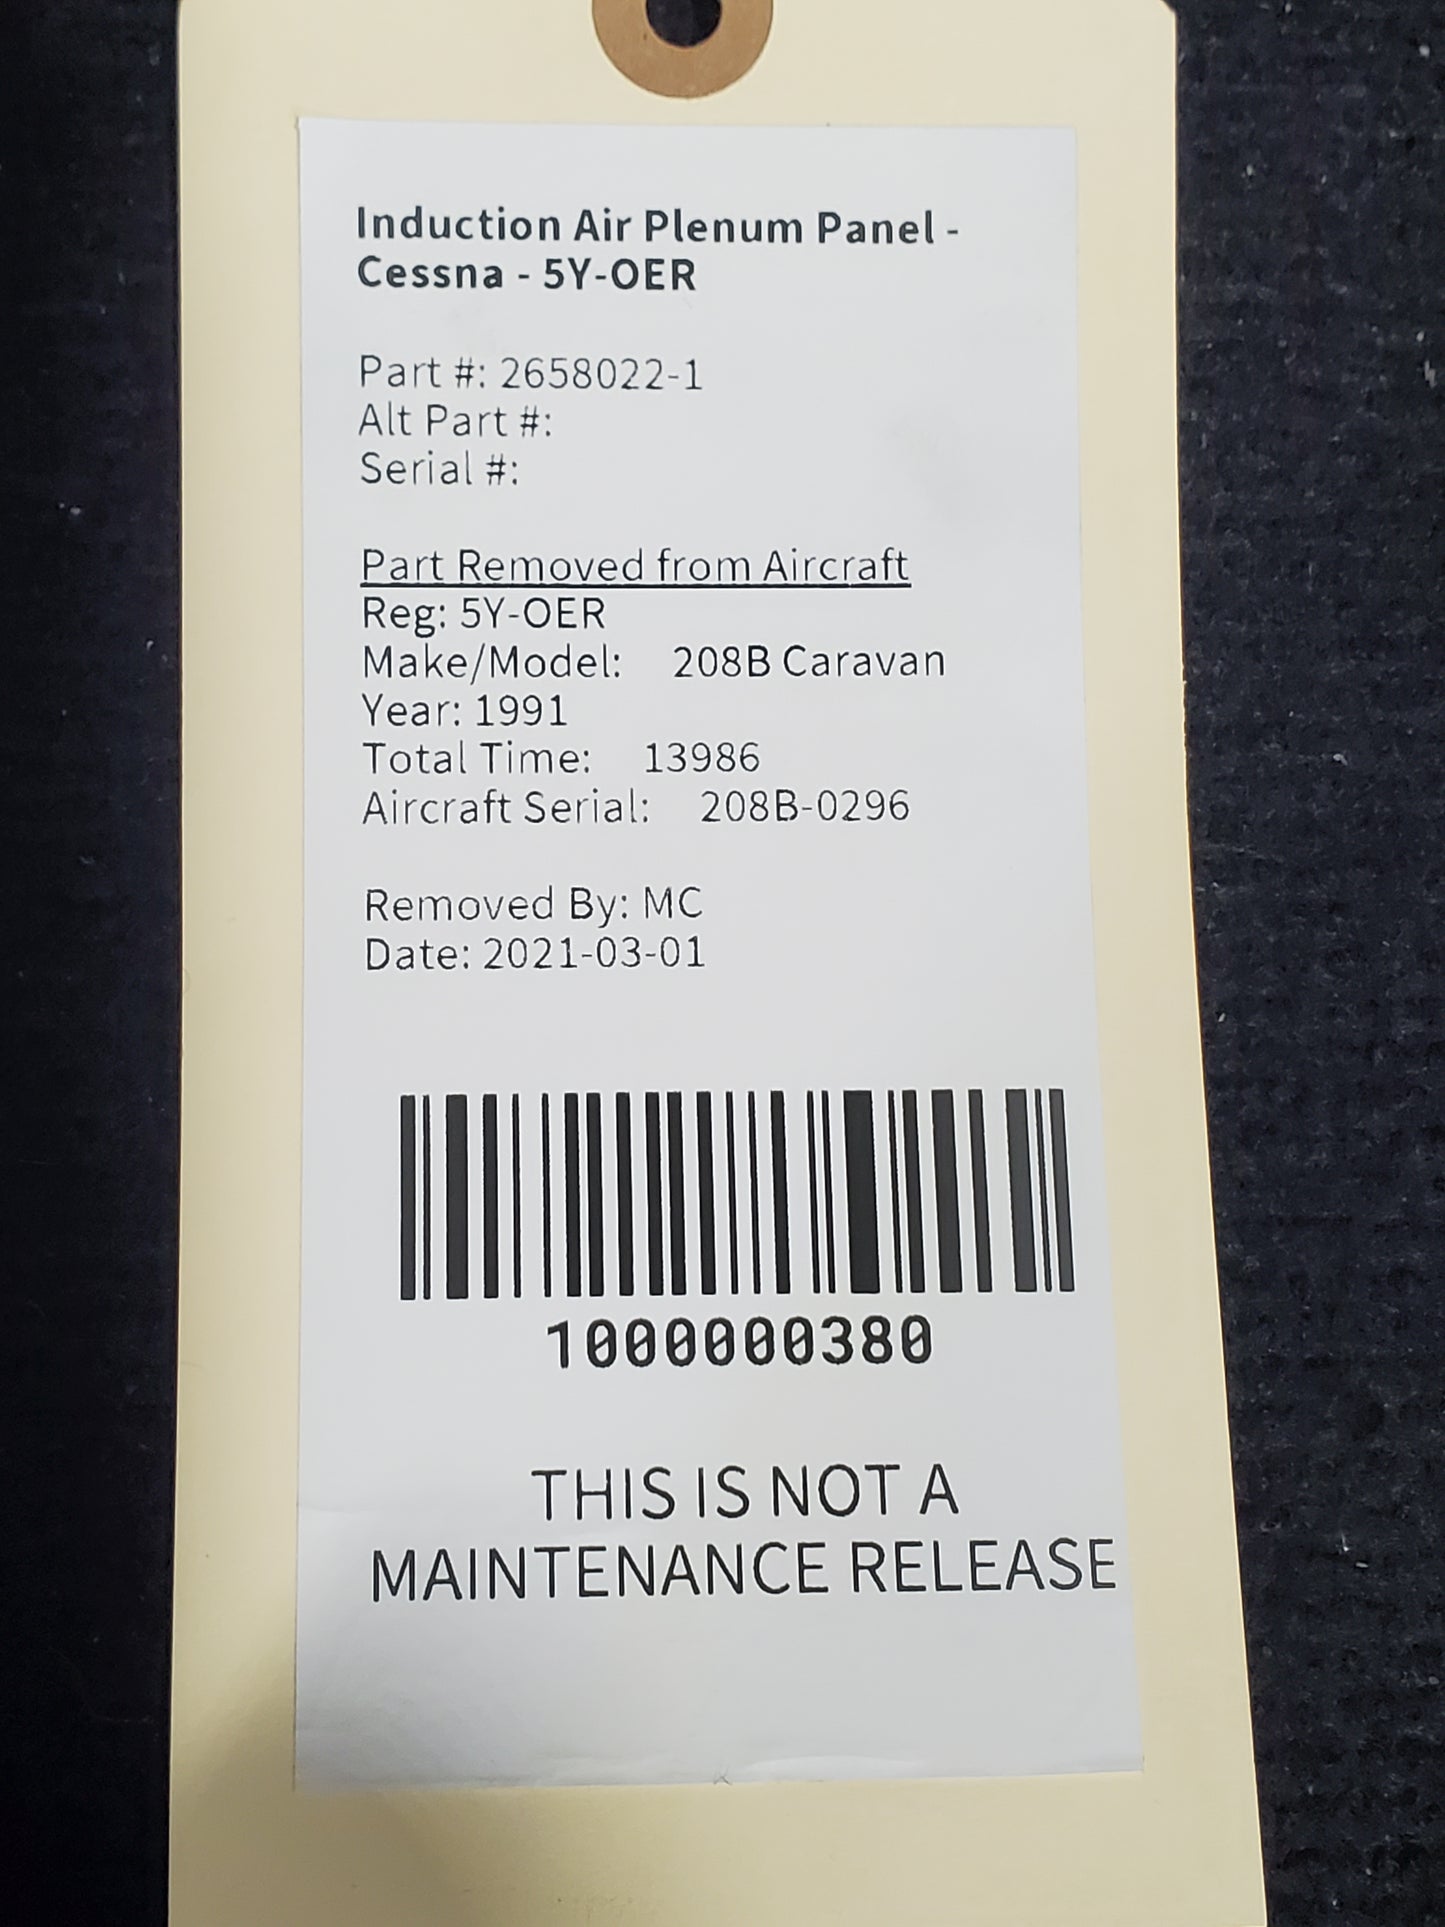 Induction Air Plenum Panel -
Cessna - 5Y-OER
Part #: 2658022-1
Alt Part #:
Serial #:
Part Removed from Aircraft
Reg: 5Y-OER
Make/Model: 208B Caravan
Year: 1991
Total Time: 13986
Aircraft Serial: 208B-0296
Removed By: MC
Date: 2021-03-01
1000000380
THIS IS NOT A
MAINTENANCE RELEASE